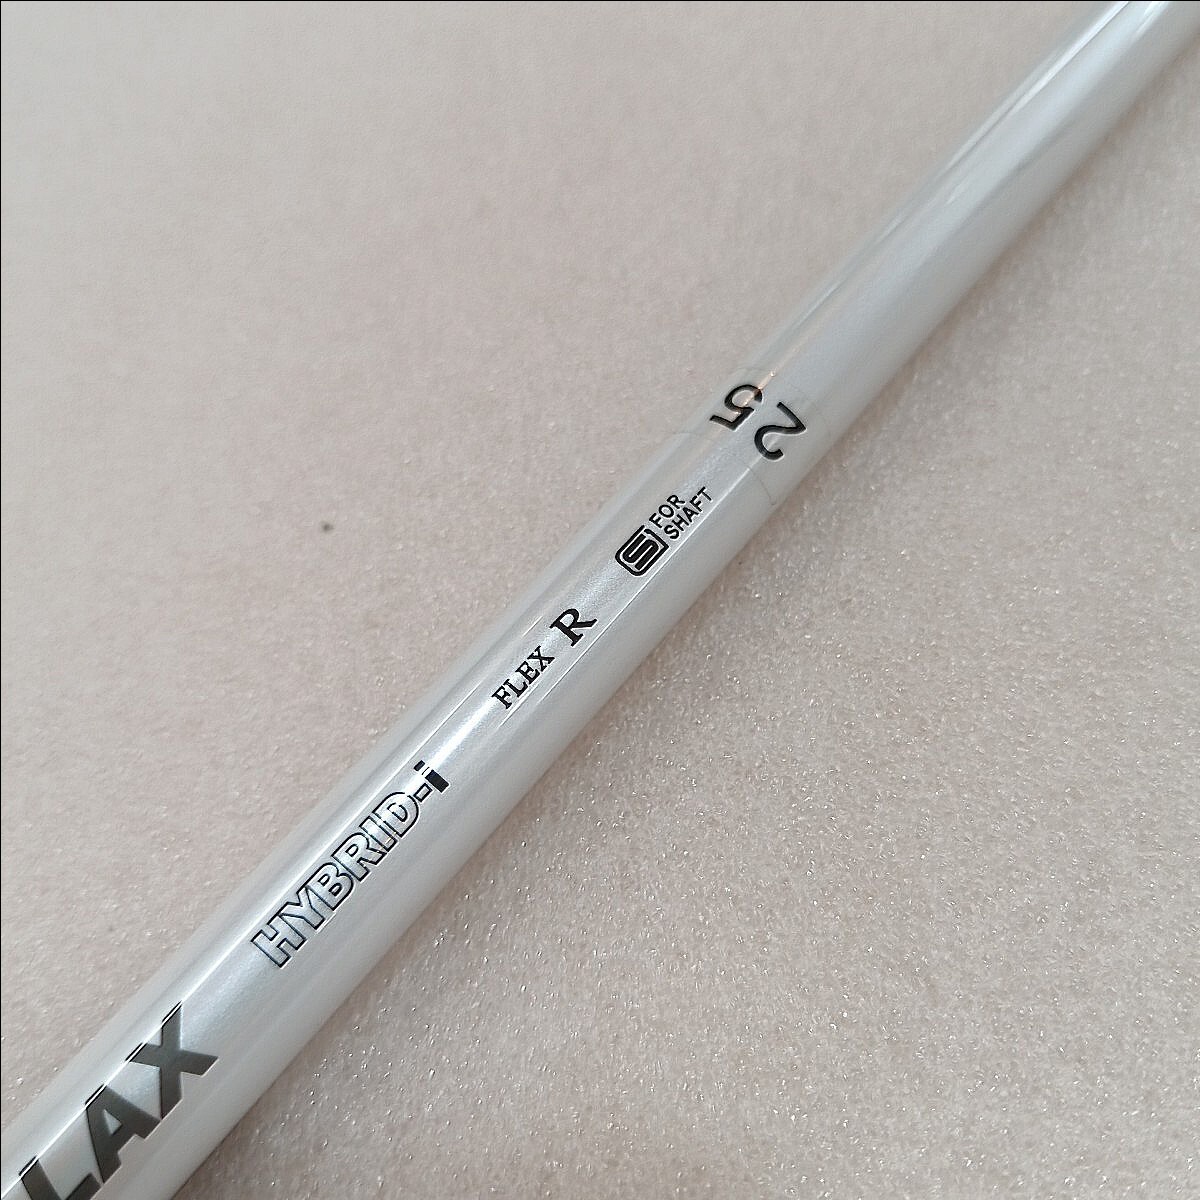 LAX
HYBRID-i
FLEX R
S FOR
SHAFT
25